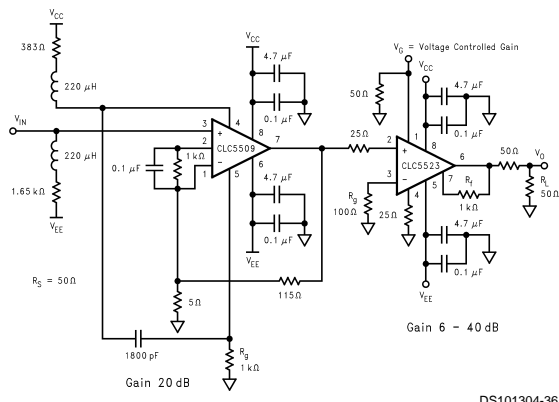 V_CC
383Ω
220 μH
V_IN
220 μH
1.65 kΩ
V_EE
R_S = 50Ω
0.1 μF
1 kΩ
3
+
2
−
1
4
CLC5509
5
8
6
7
V_CC
4.7 μF
0.1 μF
4.7 μF
0.1 μF
V_EE
5Ω
115Ω
1800 pF
R_g
1 kΩ
Gain 20 dB
V_G = Voltage Controlled Gain
50Ω
V_CC
4.7 μF
0.1 μF
25Ω
2
+
3
−
1
8
CLC5523
6
4
5
7
R_g
100Ω
25Ω
R_f
1 kΩ
50Ω
V_O
R_L
50Ω
4.7 μF
0.1 μF
V_EE
Gain 6 - 40 dB
DS101304-36